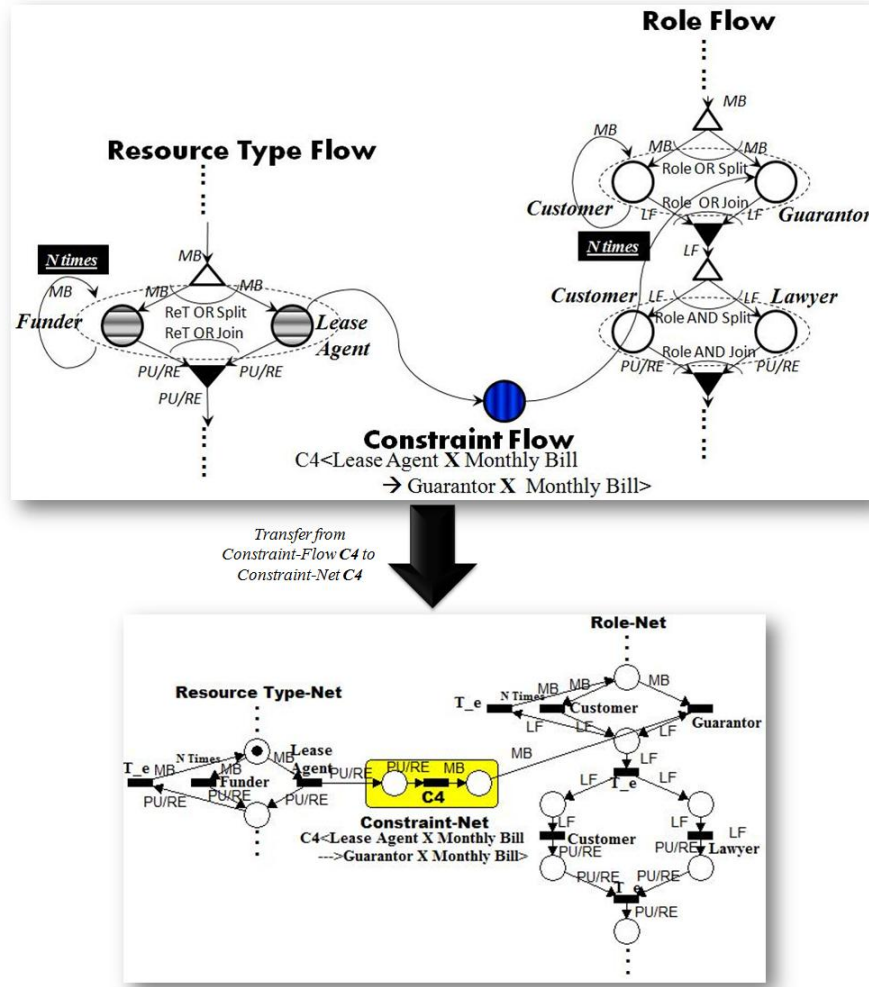 Role Flow
MB
MB
MB
MB
Role OR Split
Customer
Role OR Join
Guarantor
LF
LF
N times
LF
Customer
LF
LF
Lawyer
Role AND Split
Role AND Join
PU/RE
PU/RE
Resource Type Flow
N times
MB
MB
MB
MB
Funder
ReT OR Split
ReT OR Join
Lease
Agent
PU/RE
PU/RE
PU/RE
Constraint Flow
C4<Lease Agent X Monthly Bill
→ Guarantor X Monthly Bill>
Transfer from
Constraint-Flow C4 to
Constraint-Net C4
Role-Net
MB
MB
MB
N Times
T_e
Customer
Guarantor
LF
LF
LF
MB
LF
T_e
LF
LF
LF
LF
Customer
Lawyer
PU/RE
PU/RE
PU/RE
PU/RE
T_e
PU/RE
Resource Type-Net
N Times
Lease
Agent
T_e
MB
MB
MB
Funder
PU/RE
PU/RE
PU/RE
PU/RE
PU/RE
MB
C4
Constraint-Net
C4<Lease Agent X Monthly Bill
--->Guarantor X Monthly Bill>